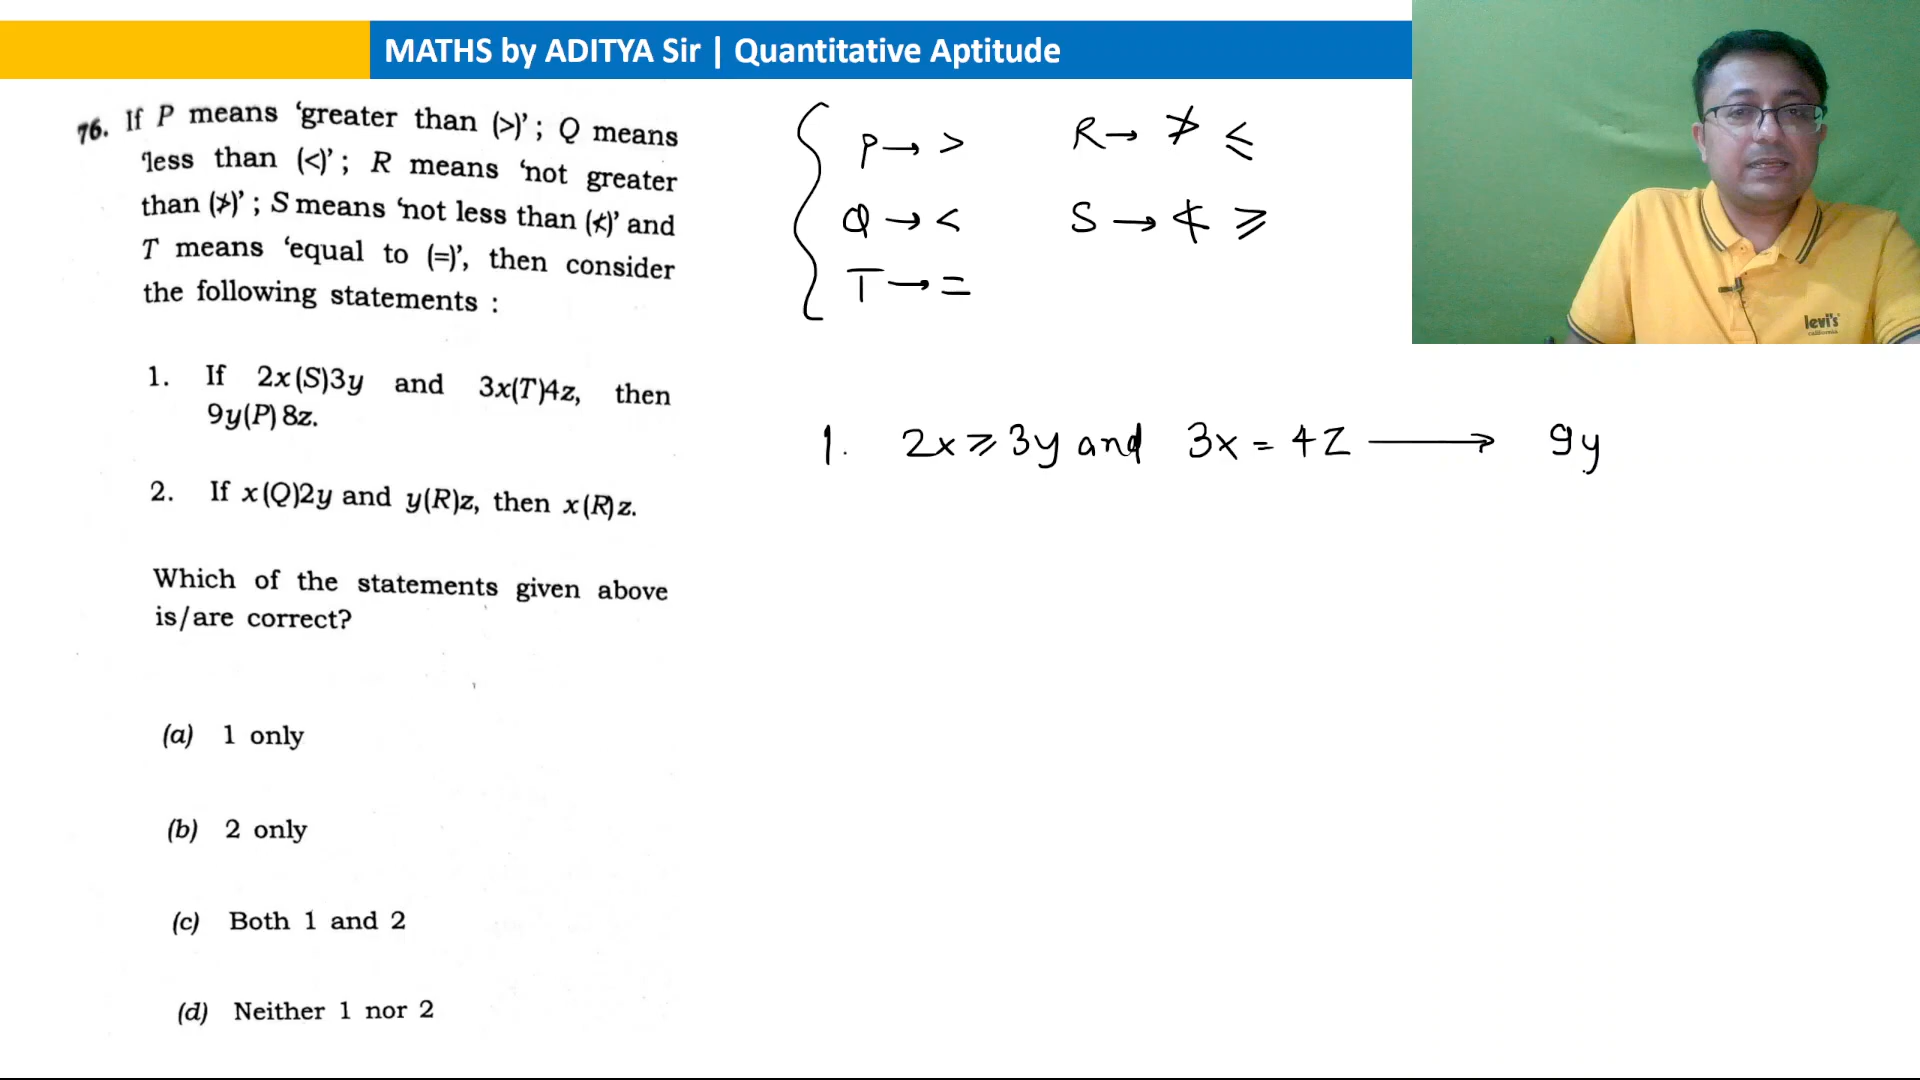 MATHS by ADITYA Sir | Quantitative Aptitude
76. If P means ‘greater than (>)’ ; Q means
‘less than (<)’ ; R means ‘not greater
than (≯)’ ; S means ‘not less than (≮)’ and
T means ‘equal to (=)’, then consider
the following statements :
1. If 2x(S)3y and 3x(T)4z, then
9y(P) 8z.
2. If x(Q)2y and y(R)z, then x(R)z.
Which of the statements given above
is/are correct?
(a) 1 only
(b) 2 only
(c) Both 1 and 2
(d) Neither 1 nor 2
P → > R → ≯ ≤
Q → < S → ≮ ≥
T → =
1. 2x ≥ 3y and 3x = 4z ⟶ 9y
levi's
california